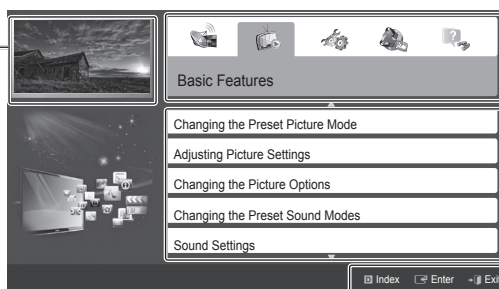 Basic Features
Changing the Preset Picture Mode
Adjusting Picture Settings
Changing the Picture Options
Changing the Preset Sound Modes
Sound Settings
D Index Enter Exit